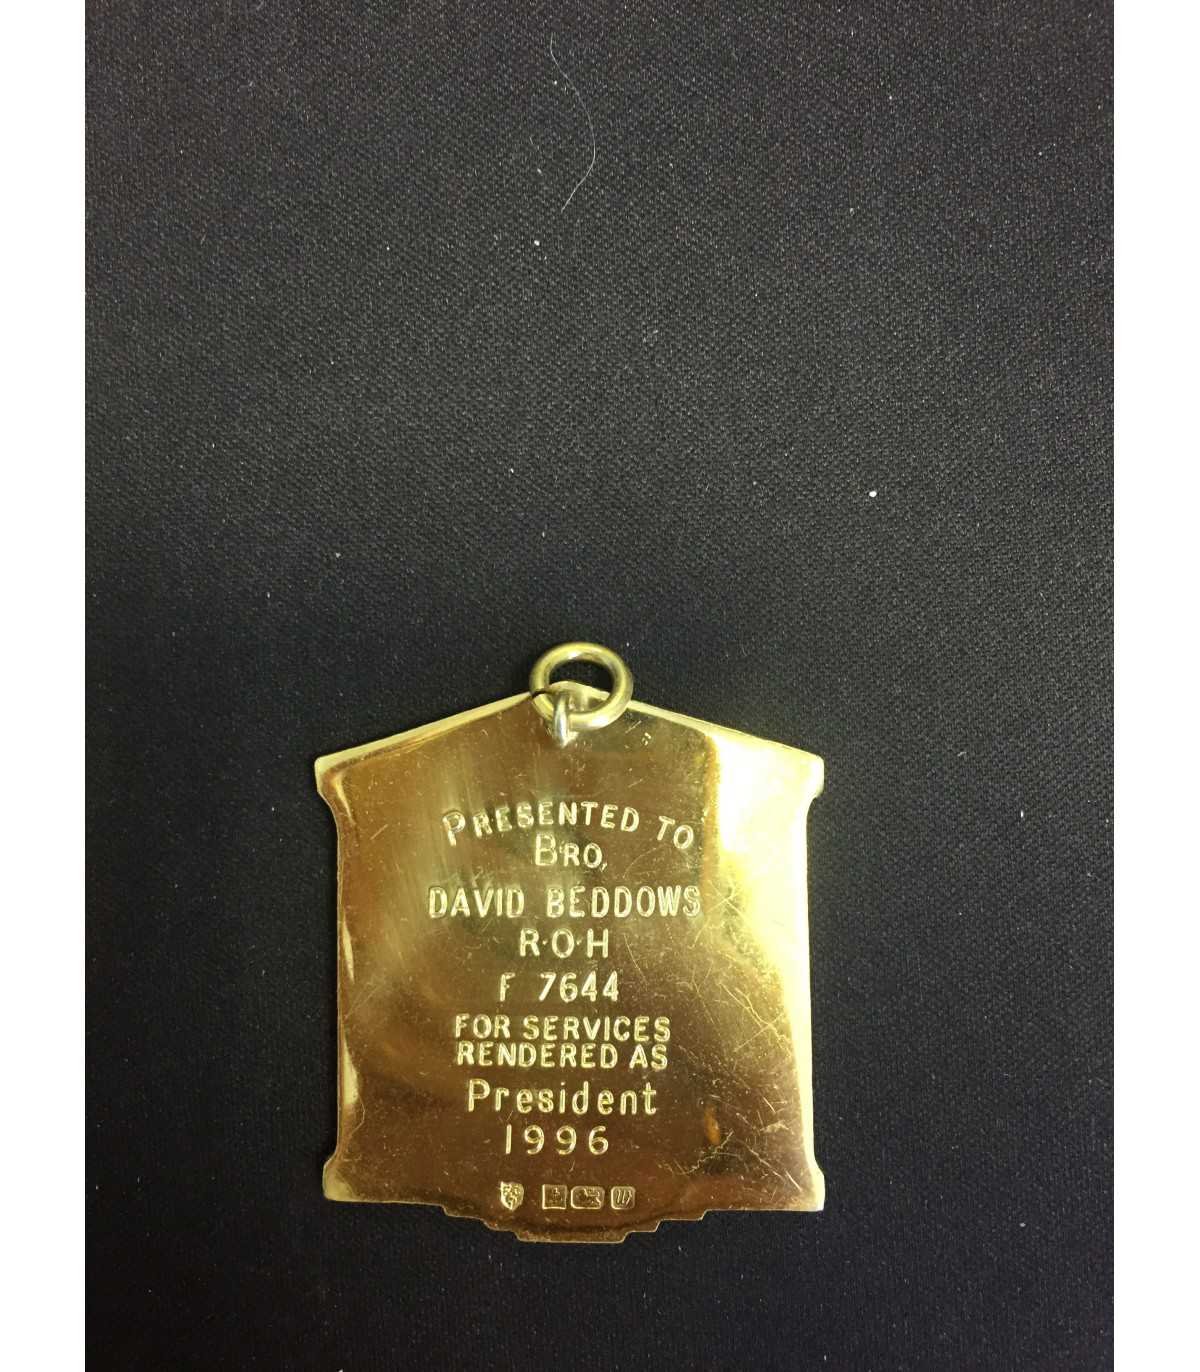 PRESENTED TO
BRO,
DAVID BEDDOWS
R·O·H
F 7644
FOR SERVICES
RENDERED AS
President
1996